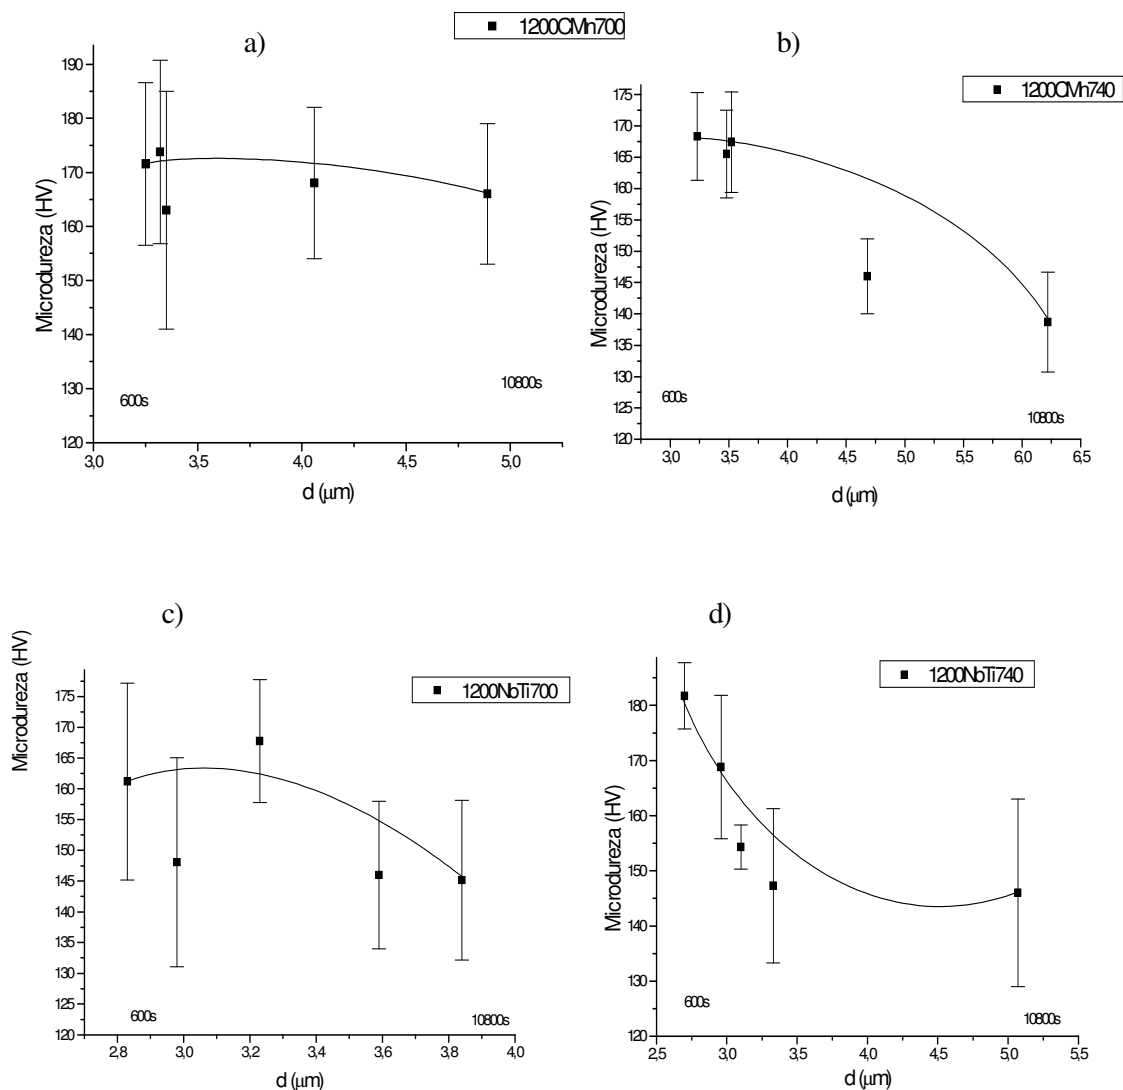 a)
1200CMn700
190
180
170
160
150
140
130
120
Microdureza (HV)
600s
10800s
3,0 3,5 4,0 4,5 5,0
d (μm)
b)
1200CMn740
175
170
165
160
155
150
145
140
135
130
125
120
Microdureza (HV)
600s
10800s
3,0 3,5 4,0 4,5 5,0 5,5 6,0 6,5
d (μm)
c)
1200NbTi700
175
170
165
160
155
150
145
140
135
130
125
120
Microdureza (HV)
600s
10800s
2,8 3,0 3,2 3,4 3,6 3,8 4,0
d (μm)
d)
1200NbTi740
180
170
160
150
140
130
120
Microdureza (HV)
600s
10800s
2,5 3,0 3,5 4,0 4,5 5,0 5,5
d (μm)